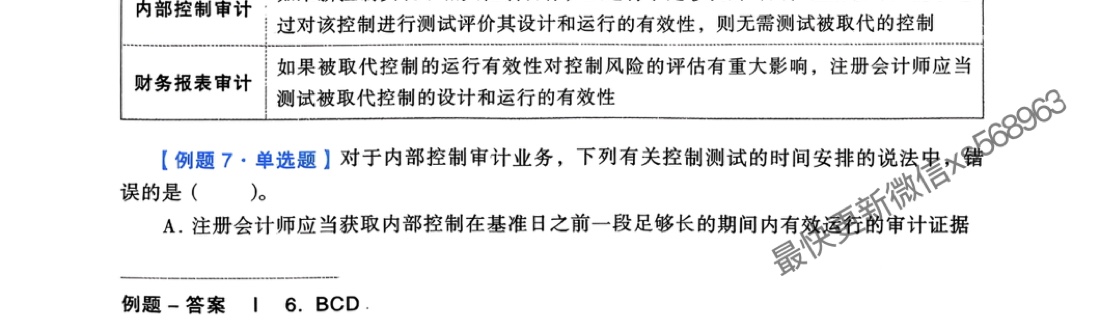 内部控制审计
过对该控制进行测试评价其设计和运行的有效性，则无需测试被取代的控制
财务报表审计
如果被取代控制的运行有效性对控制风险的评估有重大影响，注册会计师应当
测试被取代控制的设计和运行的有效性
【例题7·单选题】对于内部控制审计业务，下列有关控制测试的时间安排的说法中，错
误的是（　　）。
A. 注册会计师应当获取内部控制在基准日之前一段足够长的期间内有效运行的审计证据
最快更新微信xs568963
例题－答案 | 6. BCD